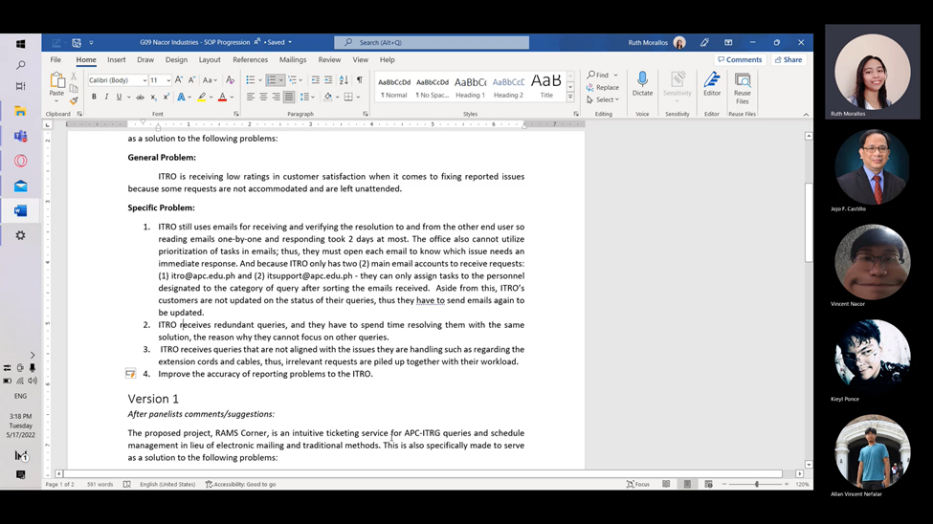 G09 Nacor Industries - SOP Progression • Saved
Search (Alt+Q)
Ruth Morallos
File Home Insert Draw Design Layout References Mailings Review View Help
Comments Share
Paste
Calibri (Body) 11
AaBbCcDd AaBbCcDd AaBbCc AaBbCcC AaB
1 Normal 1 No Spac... Heading 1 Heading 2 Title
Find
Replace
Select
Dictate
Sensitivity
Editor
Reuse Files
Clipboard Font Paragraph Styles Editing Voice Sensitivity Editor Reuse Files
as a solution to the following problems:
General Problem:
ITRO is receiving low ratings in customer satisfaction when it comes to fixing reported issues
because some requests are not accommodated and are left unattended.
Specific Problem:
1. ITRO still uses emails for receiving and verifying the resolution to and from the other end user so
reading emails one-by-one and responding took 2 days at most. The office also cannot utilize
prioritization of tasks in emails; thus, they must open each email to know which issue needs an
immediate response. And because ITRO only has two (2) main email accounts to receive requests:
(1) itro@apc.edu.ph and (2) itsupport@apc.edu.ph - they can only assign tasks to the personnel
designated to the category of query after sorting the emails received. Aside from this, ITRO's
customers are not updated on the status of their queries, thus they have to send emails again to
be updated.
2. ITRO receives redundant queries, and they have to spend time resolving them with the same
solution, the reason why they cannot focus on other queries.
3. ITRO receives queries that are not aligned with the issues they are handling such as regarding the
extension cords and cables, thus, irrelevant requests are piled up together with their workload.
4. Improve the accuracy of reporting problems to the ITRO.
Version 1
After panelists comments/suggestions:
The proposed project, RAMS Corner, is an intuitive ticketing service for APC-ITRG queries and schedule
management in lieu of electronic mailing and traditional methods. This is also specifically made to serve
as a solution to the following problems:
Page 1 of 2 591 words English (United States) Accessibility: Good to go
Focus
120%
ENG
3:18 PM
Tuesday
5/17/2022
Ruth Morallos
Jojo F. Castillo
Vincent Nacor
Kieyl Ponce
Allan Vincent Nefalar